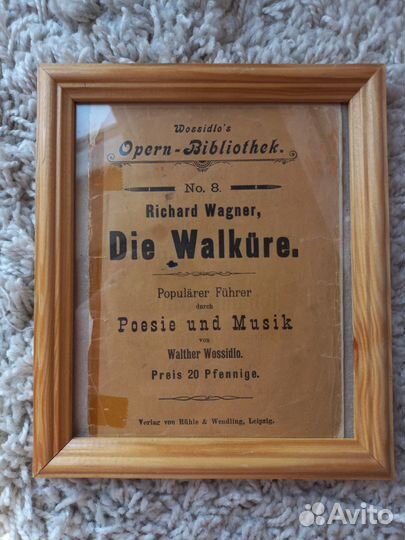 Wossidlo's
Opern-Bibliothek.
No. 8.
Richard Wagner,
Die Walküre.
Populärer Führer
durch
Poesie und Musik
von
Walther Wossidlo.
Preis 20 Pfennige.
Verlag von Rühle & Wendling, Leipzig.
Avito